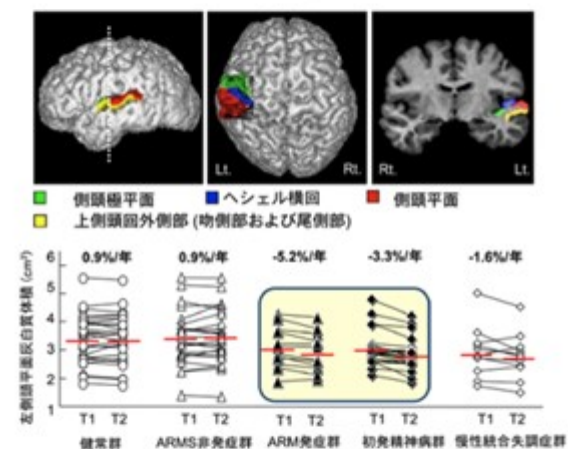 Lt.
Rt.
Rt.
Lt.
側頭極平面 ヘシェル横回 側頭平面
上側頭回外側部 (吻側部および尾側部)
左側頭平面灰白質体積 (cm³)
6
5
4
3
2
1
0.9%/年 0.9%/年 -5.2%/年 -3.3%/年 -1.6%/年
T1 T2 T1 T2 T1 T2 T1 T2 T1 T2
健常群 ARMS非発症群 ARM発症群 初発精神病群 慢性統合失調症群